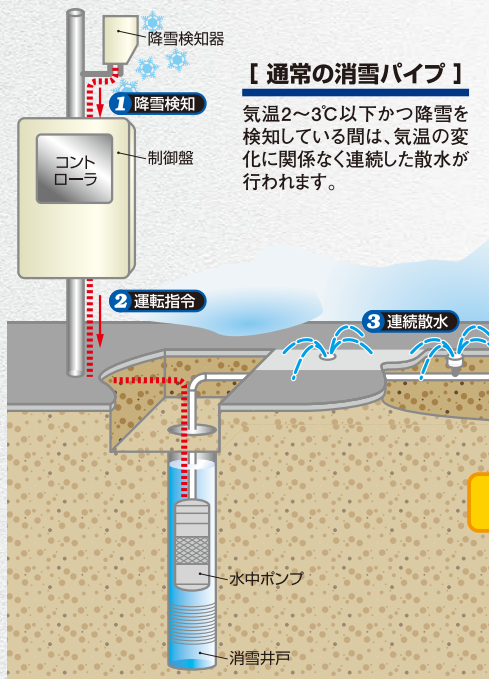 降雪検知器
[ 通常の消雪パイプ ]
1 降雪検知
気温2〜3℃以下かつ降雪を
検知している間は、気温の変
化に関係なく連続した散水が
行われます。
コント
ローラ
制御盤
2 運転指令
3 連続散水
水中ポンプ
消雪井戸